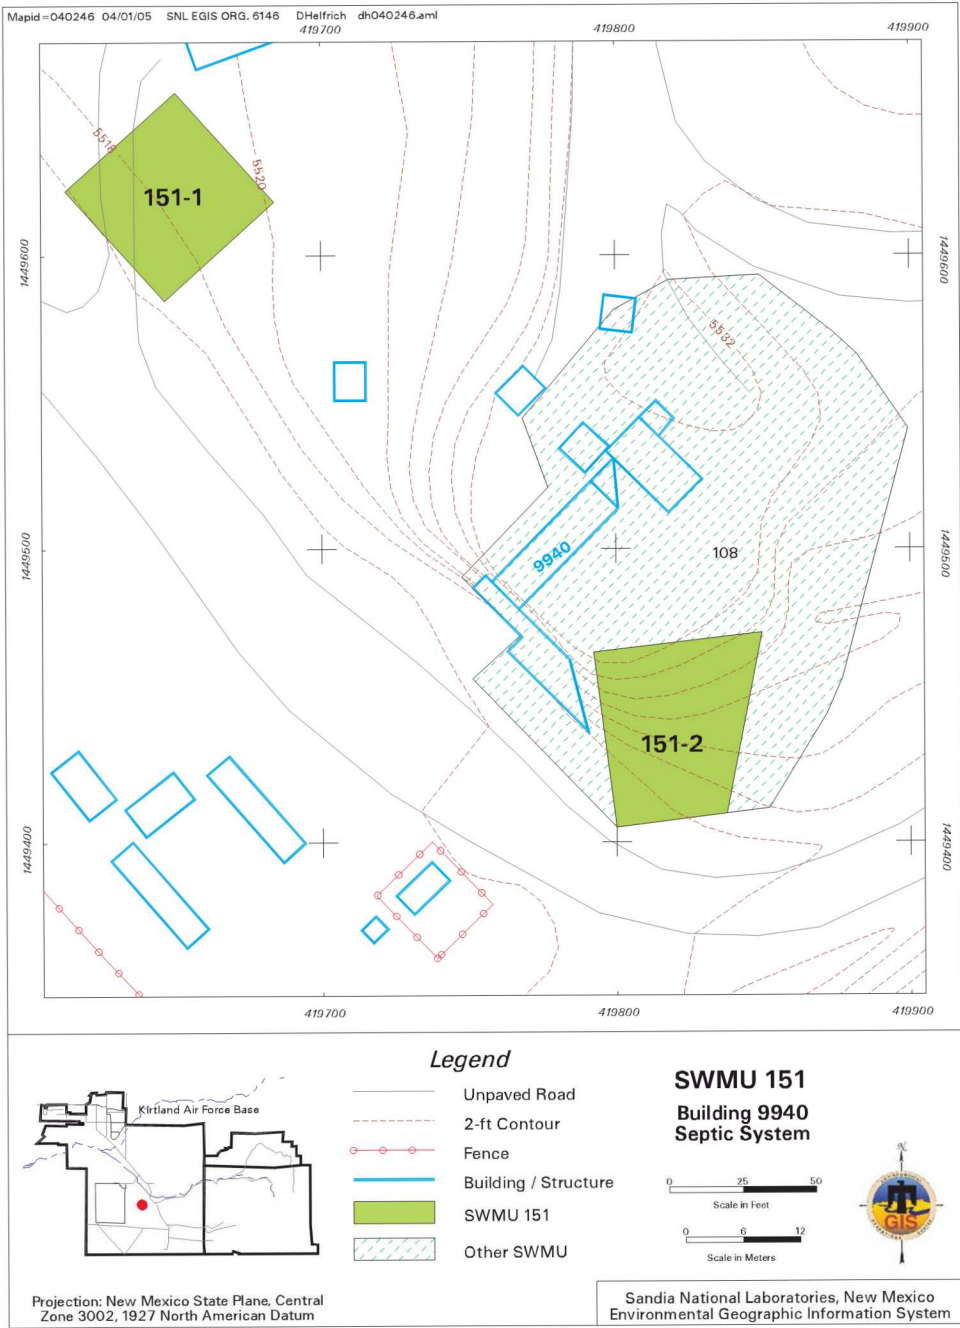 Mapid=040246 04/01/05 SNL EGIS ORG. 6146 DHelfrich dh040246.aml
419700 419800 419900
5518
5520
151-1
1449600 1449600
5532
1449500 1449500
9940
108
151-2
1449400 1449400
419700 419800 419900
Legend
Unpaved Road
2-ft Contour
Fence
Building / Structure
SWMU 151
Other SWMU
SWMU 151
Building 9940
Septic System
0 25 50
Scale in Feet
0 6 12
Scale in Meters
Kirtland Air Force Base
N
GIS
Projection: New Mexico State Plane, Central
Zone 3002, 1927 North American Datum
Sandia National Laboratories, New Mexico
Environmental Geographic Information System